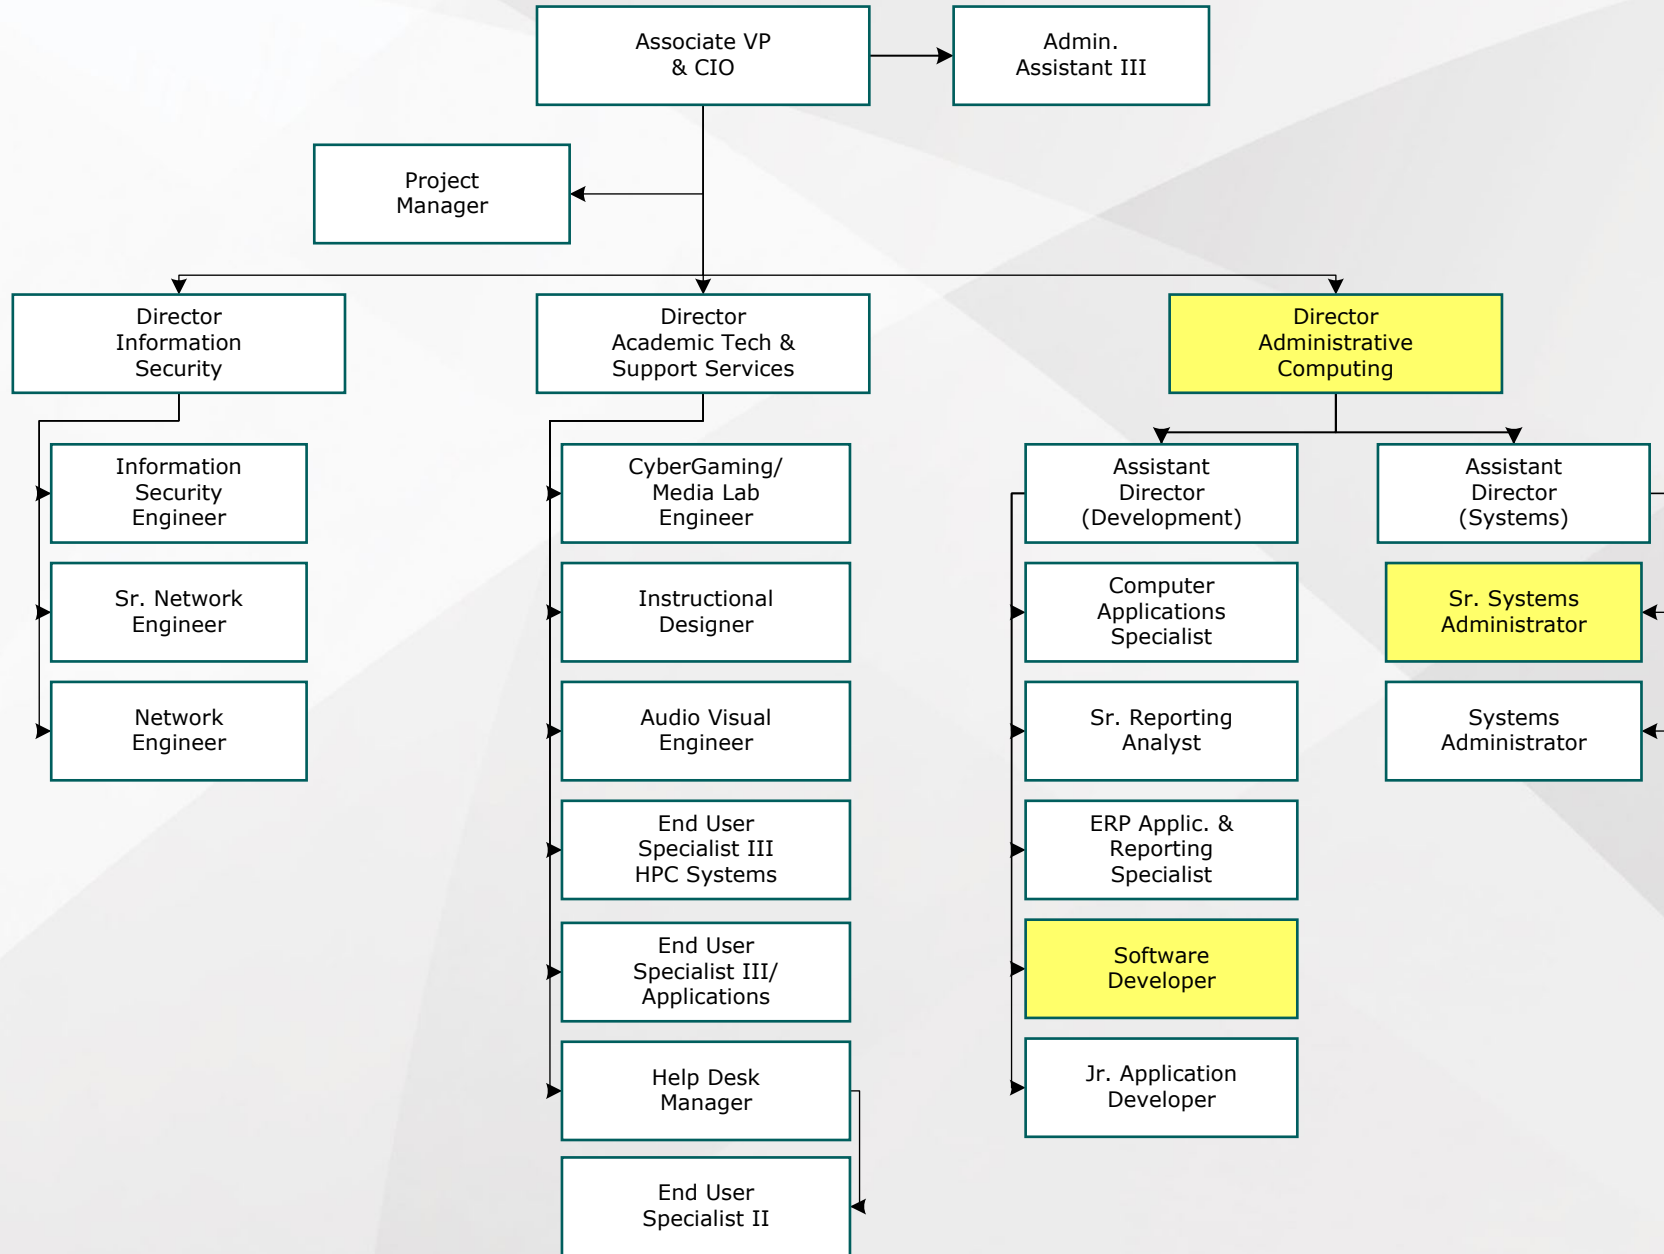 Associate VP
& CIO
Admin.
Assistant III
Project
Manager
Director
Information
Security
Director
Academic Tech &
Support Services
Director
Administrative
Computing
Information
Security
Engineer
Sr. Network
Engineer
Network
Engineer
CyberGaming/
Media Lab
Engineer
Instructional
Designer
Audio Visual
Engineer
End User
Specialist III
HPC Systems
End User
Specialist III/
Applications
Help Desk
Manager
End User
Specialist II
Assistant
Director
(Development)
Computer
Applications
Specialist
Sr. Reporting
Analyst
ERP Applic. &
Reporting
Specialist
Software
Developer
Jr. Application
Developer
Assistant
Director
(Systems)
Sr. Systems
Administrator
Systems
Administrator